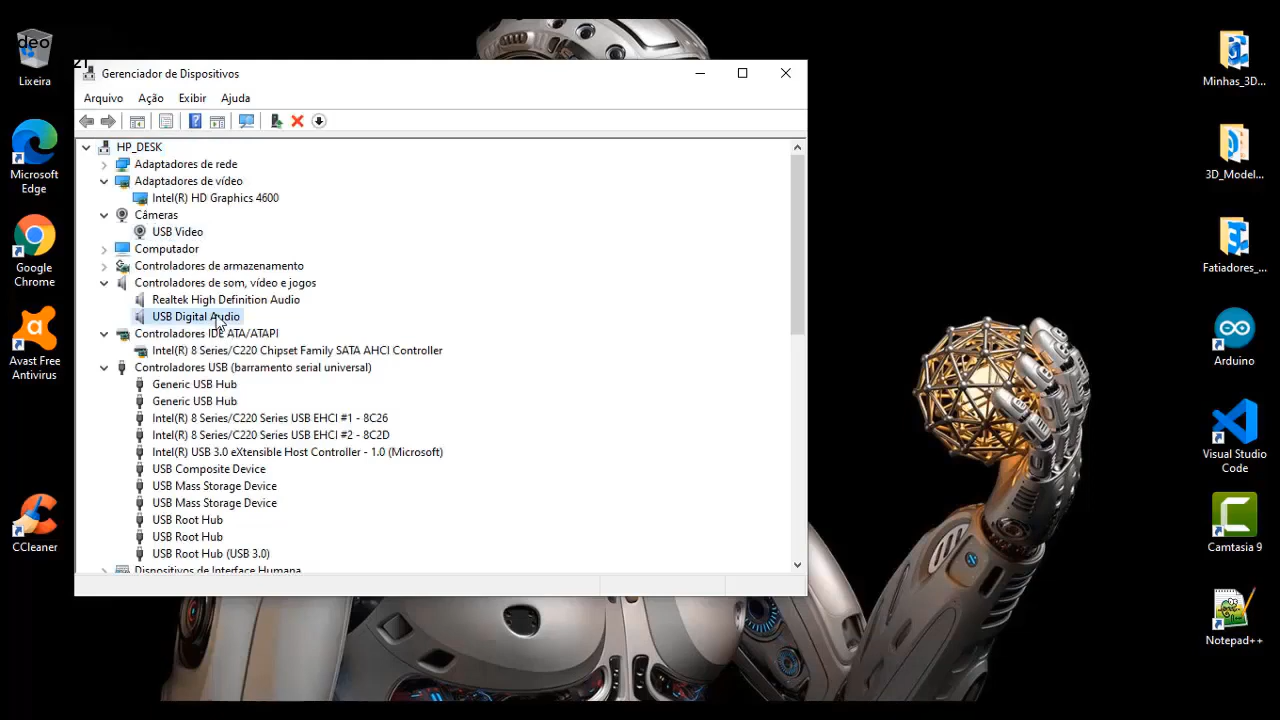 deo
21
Lixeira
Microsoft
Edge
Google
Chrome
Avast Free
Antivirus
CCleaner
Gerenciador de Dispositivos
Arquivo Ação Exibir Ajuda
HP_DESK
Adaptadores de rede
Adaptadores de vídeo
Intel(R) HD Graphics 4600
Câmeras
USB Video
Computador
Controladores de armazenamento
Controladores de som, vídeo e jogos
Realtek High Definition Audio
USB Digital Audio
Controladores IDE ATA/ATAPI
Intel(R) 8 Series/C220 Chipset Family SATA AHCI Controller
Controladores USB (barramento serial universal)
Generic USB Hub
Generic USB Hub
Intel(R) 8 Series/C220 Series USB EHCI #1 - 8C26
Intel(R) 8 Series/C220 Series USB EHCI #2 - 8C2D
Intel(R) USB 3.0 eXtensible Host Controller - 1.0 (Microsoft)
USB Composite Device
USB Mass Storage Device
USB Mass Storage Device
USB Root Hub
USB Root Hub
USB Root Hub (USB 3.0)
Dispositivos de Interface Humana
Minhas_3D...
3D_Model...
Fatiadores_...
Arduino
Visual Studio
Code
Camtasia 9
Notepad++